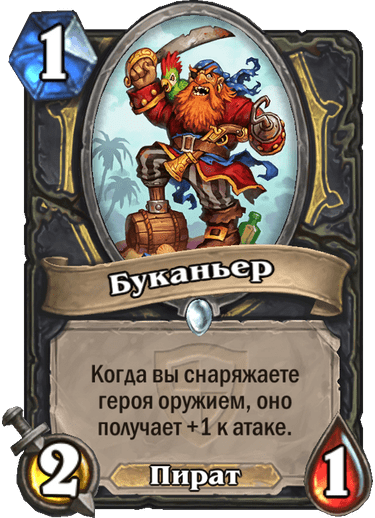 1
Буканьер
Когда вы снаряжаете
героя оружием, оно
получает +1 к атаке.
2
Пират
1